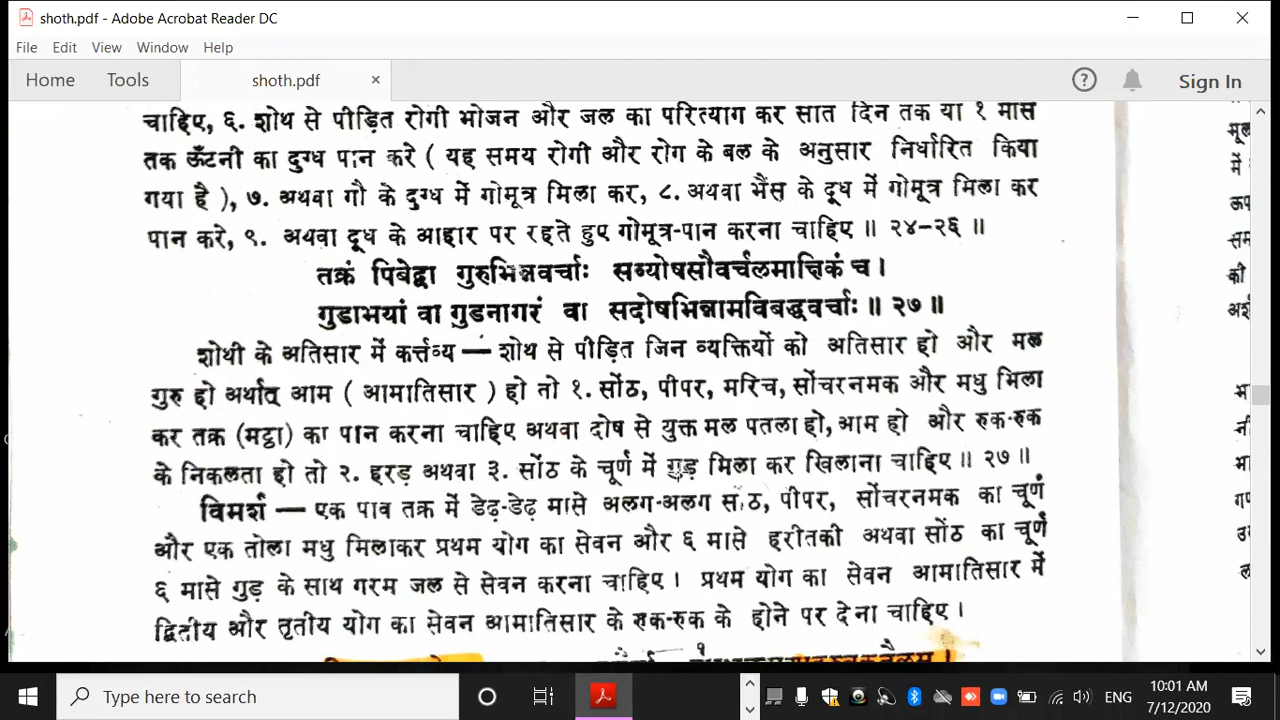 shoth.pdf - Adobe Acrobat Reader DC
File Edit View Window Help
Home Tools shoth.pdf × ? Sign In
चाहिए, ६. शोथ से पीड़ित रोगी भोजन और जल का परित्याग कर सात दिन तक या १ मास
तक ऊँटनी का दुग्ध पान करे ( यह समय रोगी और रोग के बल के अनुसार निर्धारित किया
गया है ), ७. अथवा गौ के दुग्ध में गोमूत्र मिला कर, ८. अथवा भैंस के दूध में गोमूत्र मिला कर
पान करे, ९. अथवा दूध के आहार पर रहते हुए गोमूत्र-पान करना चाहिए ॥ २४-२६ ॥
तक्रं पिबेद्वा गुरुभिन्नवर्चाः सव्योषसौवर्चलमाक्षिकं च।
गुडाभयां वा गुडनागरं वा सदोषभिन्नामविबद्धवर्चाः॥ २७॥
शोथी के अतिसार में कर्त्तव्य — शोथ से पीड़ित जिन व्यक्तियों को अतिसार हो और मल
गुरु हो अर्थात् आम ( आमातिसार ) हो तो १. सोंठ, पीपर, मरिच, सोंचरनमक और मधु मिला
कर तक्र (मट्ठा) का पान करना चाहिए अथवा दोष से युक्त मल पतला हो, आम हो और रुक-रुक
के निकलता हो तो २. हरड़ अथवा ३. सोंठ के चूर्ण में गुड़ मिला कर खिलाना चाहिए॥ २७॥
विमर्श — एक पाव तक्र में डेढ़-डेढ़ मासे अलग-अलग सोंठ, पीपर, सोंचरनमक का चूर्ण
और एक तोला मधु मिलाकर प्रथम योग का सेवन और ६ मासे हरीतकी अथवा सोंठ का चूर्ण
६ मासे गुड़ के साथ गरम जल से सेवन करना चाहिए। प्रथम योग का सेवन आमातिसार में
द्वितीय और तृतीय योग का सेवन आमातिसार के रुक-रुक के होने पर देना चाहिए।
Type here to search
ENG
10:01 AM
7/12/2020